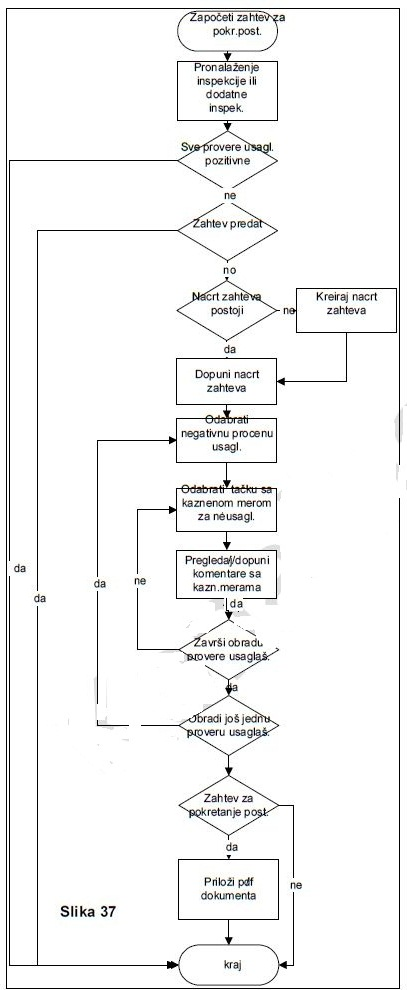 Započeti zahtev za
pokr.post.
Pronalaženje
inspekcije ili
dodatne
inspek.
Sve provere usagl.
pozitivne
ne
Zahtev predat
no
Nacrt zahteva
postoji
ne
Kreiraj nacrt
zahteva
da
Dopuni nacrt
zahteva
Odabrati
negativnu procenu
usagl.
Odabrati tačku sa
kaznenom merom
za neusagl.
Pregledaj/dopuni
komentare sa
kazn.merama
da
da
da
ne
da
Završi obradu
provere usaglaš.
da
Obradi još jednu
proveru usaglaš.
Zahtev za
pokretanje post.
da
ne
Priloži pdf
dokumenta
Slika 37
kraj